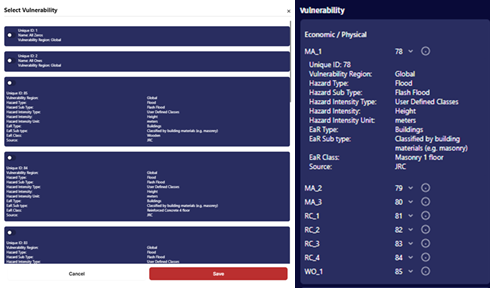 Select Vulnerability
Unique ID: 1
Name: All Zeros
Vulnerability Region: Global
Unique ID: 2
Name: All Ones
Vulnerability Region: Global
Unique ID: 85
Vulnerability Region: Global
Hazard Type: Flood
Hazard Sub Type: Flash Flood
Hazard Intensity Type: User Defined Classes
Hazard Intensity: Height
Hazard Intensity Unit: meters
EaR Type: Buildings
EaR Sub type: Classified by building materials (e.g. masonry)
EaR Class: Wooden
Source: JRC
Unique ID: 84
Vulnerability Region: Global
Hazard Type: Flood
Hazard Sub Type: Flash Flood
Hazard Intensity Type: User Defined Classes
Hazard Intensity: Height
Hazard Intensity Unit: meters
EaR Type: Buildings
EaR Sub type: Classified by building materials (e.g. masonry)
EaR Class: Reinforced Concrete 4 floor
Source: JRC
Unique ID: 83
Vulnerability Region: Global
Hazard Type: Flood
Hazard Sub Type: Flash Flood
Hazard Intensity Type: User Defined Classes
Cancel Save
Vulnerability
Economic / Physical
MA_1 78
Unique ID: 78
Vulnerability Region: Global
Hazard Type: Flood
Hazard Sub Type: Flash Flood
Hazard Intensity Type: User Defined Classes
Hazard Intensity: Height
Hazard Intensity Unit: meters
EaR Type: Buildings
EaR Sub type: Classified by building
materials (e.g. masonry)
EaR Class: Masonry 1 floor
Source: JRC
MA_2 79
MA_3 80
RC_1 81
RC_2 82
RC_3 83
RC_4 84
WO_1 85